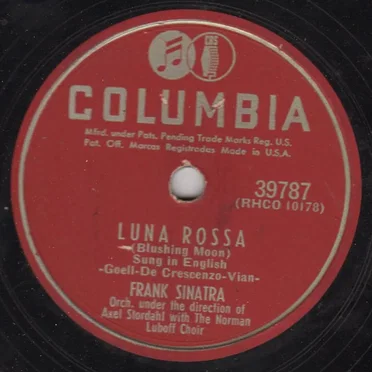 CBS
COLUMBIA
Mfrd. under Pats. Pending Trade Marks Reg. U.S.
Pat. Off. Marcas Registradas Made in U.S.A.
39787
(RHCO 10178)
LUNA ROSSA
(Blushing Moon)
Sung in English
-Goell-De Crescenzo-Vian-
FRANK SINATRA
Orch. under the direction of
Axel Stordahl with The Norman
Luboff Choir